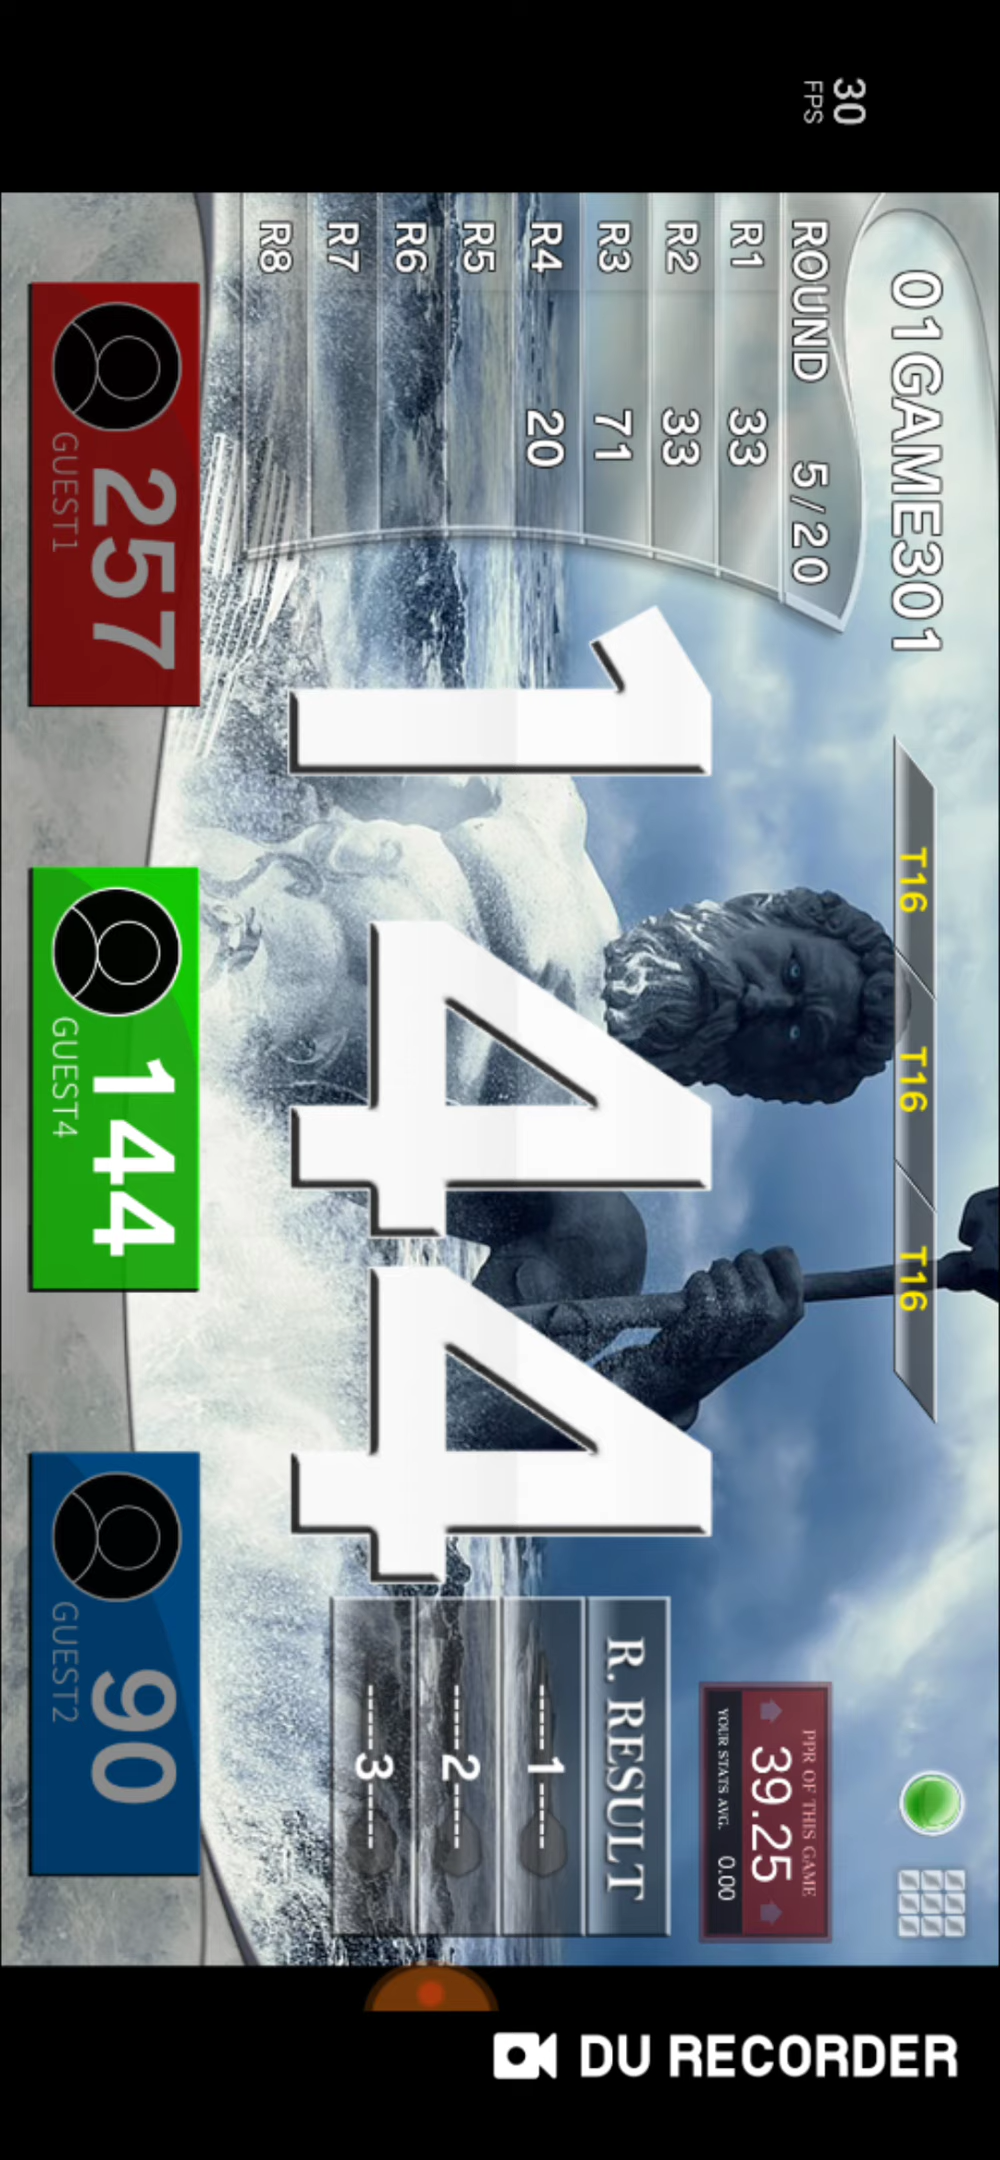 30
FPS
01GAME301
T16 T16 T16
ROUND 5/20
R1 33
R2 33
R3 71
R4 20
R5
R6
R7
R8
144
PPR OF THIS GAME
39.25
YOUR STATS AVG. 0.00
R. RESULT
1
2
3
257
GUEST1
144
GUEST4
90
GUEST2
DU RECORDER